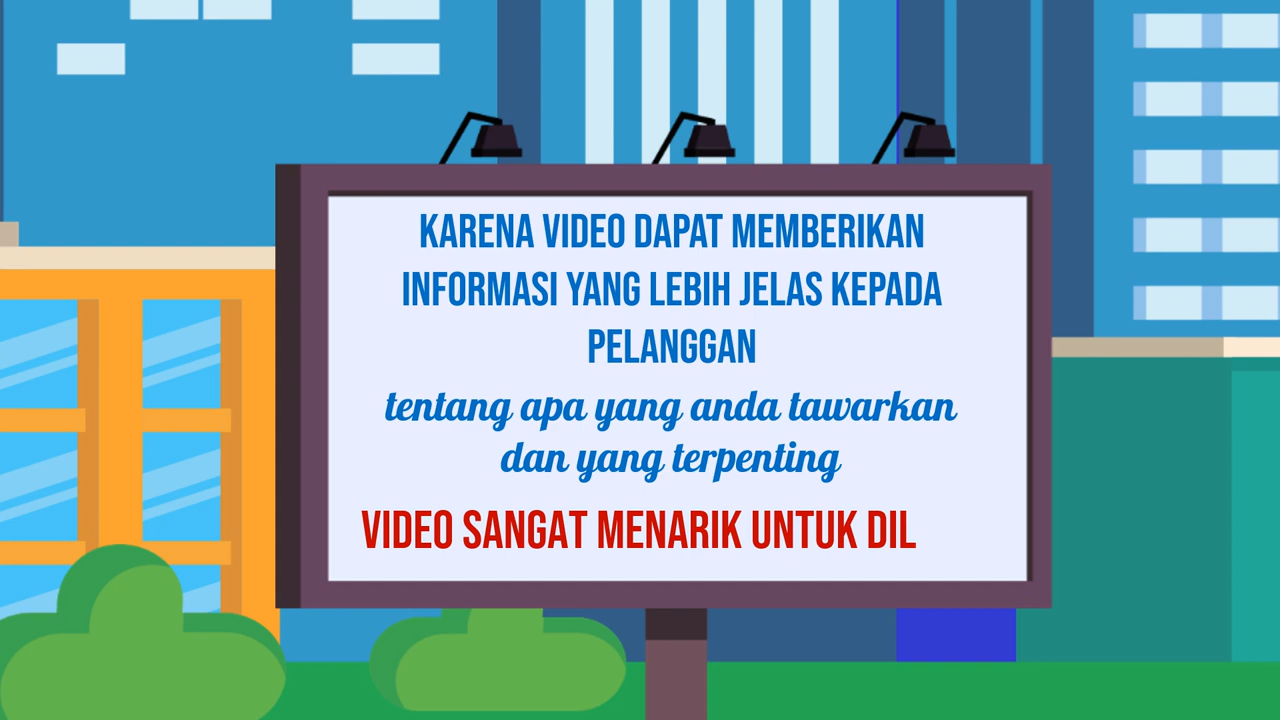 KARENA VIDEO DAPAT MEMBERIKAN
INFORMASI YANG LEBIH JELAS KEPADA
PELANGGAN
tentang apa yang anda tawarkan
dan yang terpenting
VIDEO SANGAT MENARIK UNTUK DIL